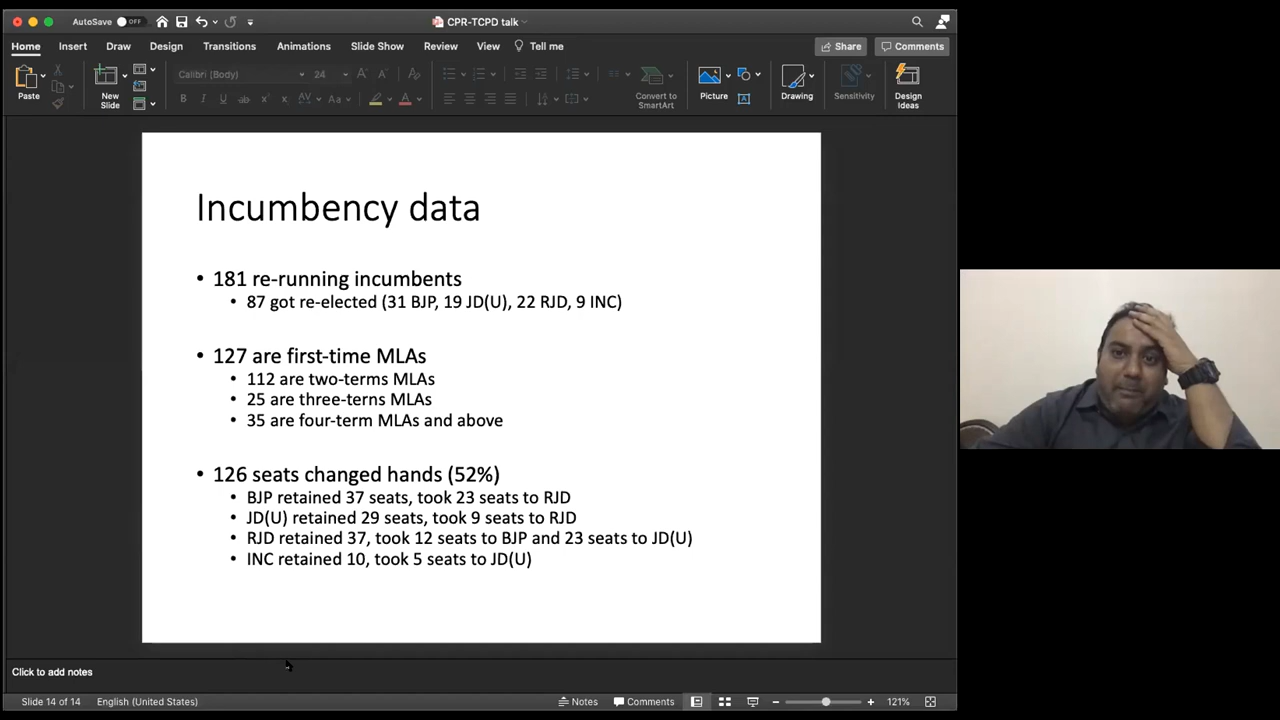 AutoSave OFF CPR-TCPD talk
Home Insert Draw Design Transitions Animations Slide Show Review View Tell me Share Comments
Calibri (Body) 24
Paste New Slide Convert to SmartArt Picture Drawing Sensitivity Design Ideas
Incumbency data
• 181 re-running incumbents
• 87 got re-elected (31 BJP, 19 JD(U), 22 RJD, 9 INC)
• 127 are first-time MLAs
• 112 are two-terms MLAs
• 25 are three-terns MLAs
• 35 are four-term MLAs and above
• 126 seats changed hands (52%)
• BJP retained 37 seats, took 23 seats to RJD
• JD(U) retained 29 seats, took 9 seats to RJD
• RJD retained 37, took 12 seats to BJP and 23 seats to JD(U)
• INC retained 10, took 5 seats to JD(U)
Click to add notes
Slide 14 of 14 English (United States) Notes Comments 121%